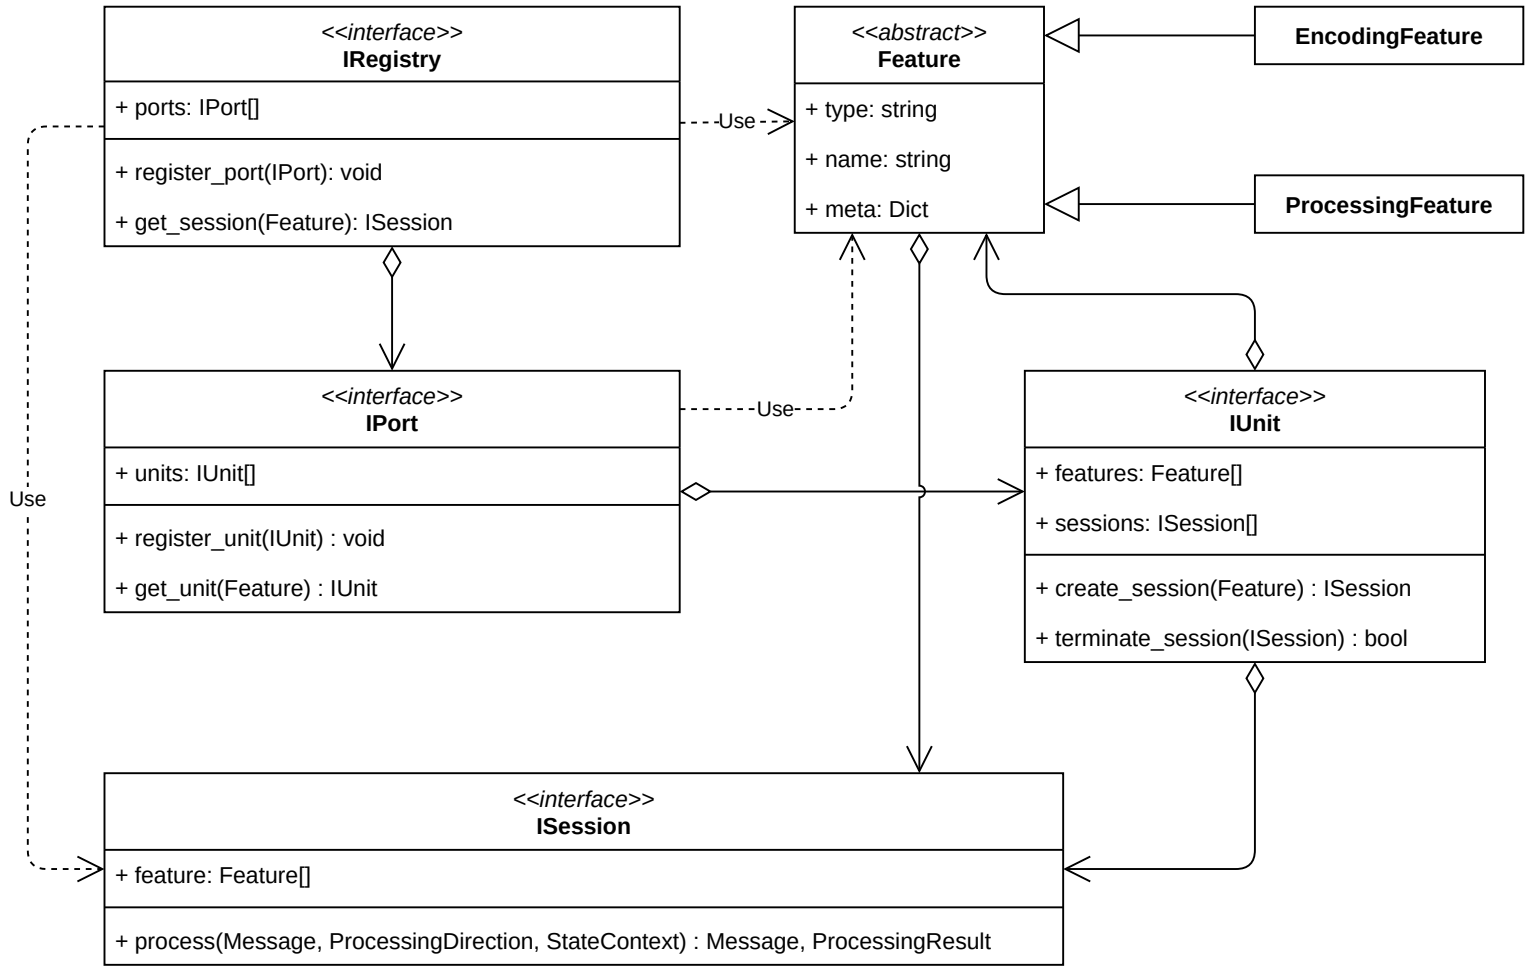 <<interface>>
IRegistry
+ ports: IPort[]
+ register_port(IPort): void
+ get_session(Feature): ISession
Use
<<abstract>>
Feature
+ type: string
+ name: string
+ meta: Dict
EncodingFeature
ProcessingFeature
<<interface>>
IPort
+ units: IUnit[]
+ register_unit(IUnit) : void
+ get_unit(Feature) : IUnit
Use
<<interface>>
IUnit
+ features: Feature[]
+ sessions: ISession[]
+ create_session(Feature) : ISession
+ terminate_session(ISession) : bool
Use
<<interface>>
ISession
+ feature: Feature[]
+ process(Message, ProcessingDirection, StateContext) : Message, ProcessingResult